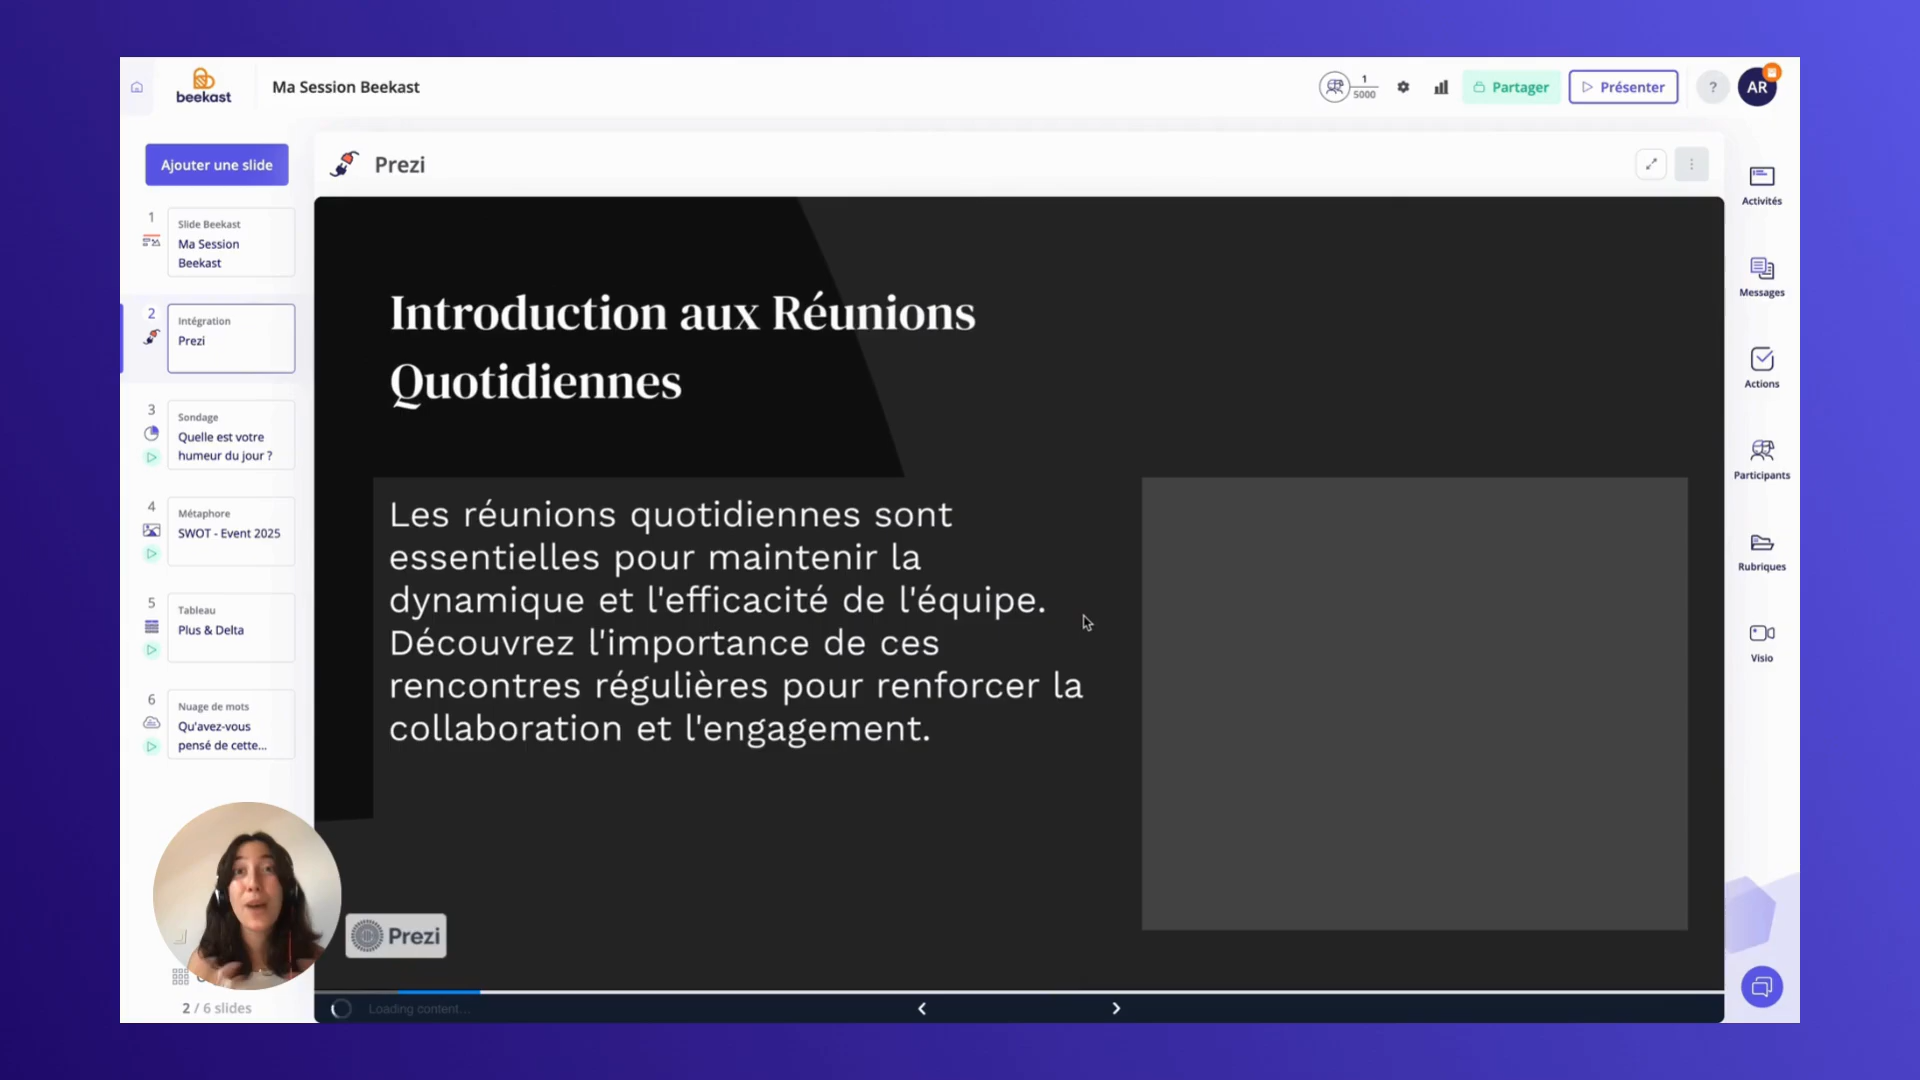 beekast
Ma Session Beekast
1
5000
Partager
Présenter
?
AR
Ajouter une slide
1
Slide Beekast
Ma Session
Beekast
2
Intégration
Prezi
3
Sondage
Quelle est votre
humeur du jour ?
4
Métaphore
SWOT - Event 2025
5
Tableau
Plus & Delta
6
Nuage de mots
Qu'avez-vous
pensé de cette...
2 / 6 slides
Prezi
Introduction aux Réunions
Quotidiennes
Les réunions quotidiennes sont
essentielles pour maintenir la
dynamique et l'efficacité de l'équipe.
Découvrez l'importance de ces
rencontres régulières pour renforcer la
collaboration et l'engagement.
Prezi
Loading content...
Activités
Messages
Actions
Participants
Rubriques
Visio